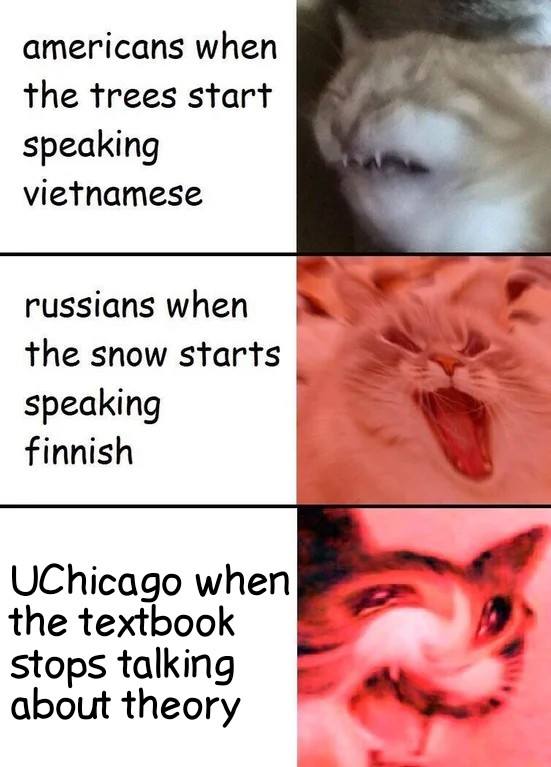 americans when
the trees start
speaking
vietnamese
russians when
the snow starts
speaking
finnish
UChicago when
the textbook
stops talking
about theory